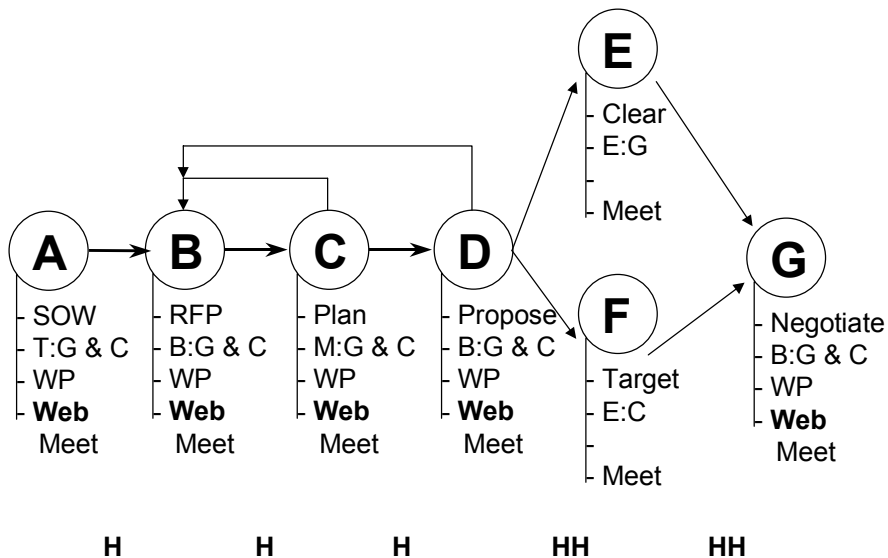 A
- SOW
- T:G & C
- WP
- Web
Meet
B
- RFP
- B:G & C
- WP
- Web
Meet
C
- Plan
- M:G & C
- WP
- Web
Meet
D
- Propose
- B:G & C
- WP
- Web
Meet
E
- Clear
- E:G
-
- Meet
F
- Target
- E:C
-
- Meet
G
- Negotiate
- B:G & C
- WP
- Web
Meet
H H H HH HH